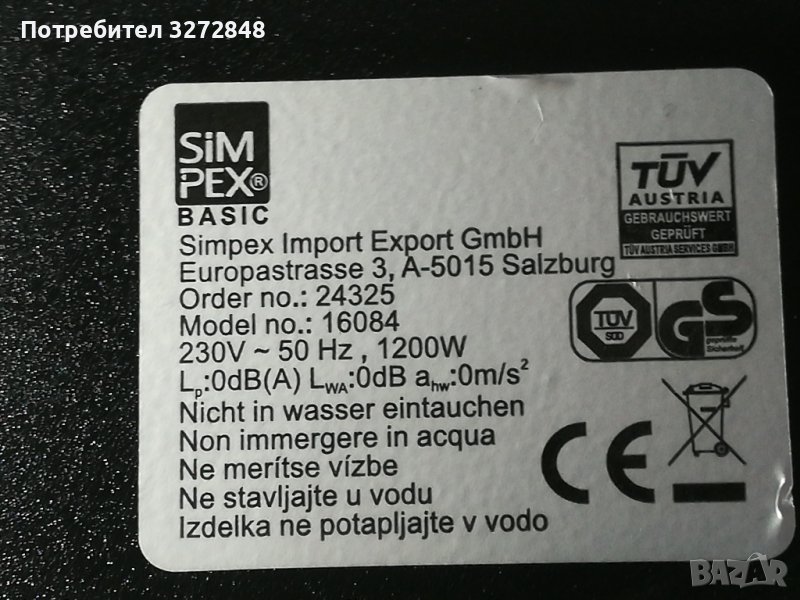 Потребител 3272848
SiM
PEX®
BASIC
Simpex Import Export GmbH
Europastrasse 3, A-5015 Salzburg
Order no.: 24325
Model no.: 16084
230V ~ 50 Hz , 1200W
Lp:0dB(A) LWA:0dB ahw:0m/s²
Nicht in wasser eintauchen
Non immergere in acqua
Ne merítse vízbe
Ne stavljajte u vodu
Izdelka ne potapljajte v vodo
TÜV
AUSTRIA
GEBRAUCHSWERT
GEPRÜFT
TÜV AUSTRIA SERVICES GMBH
TÜV
SÜD
GS
geprüfte
Sicherheit
CE
BAZAR